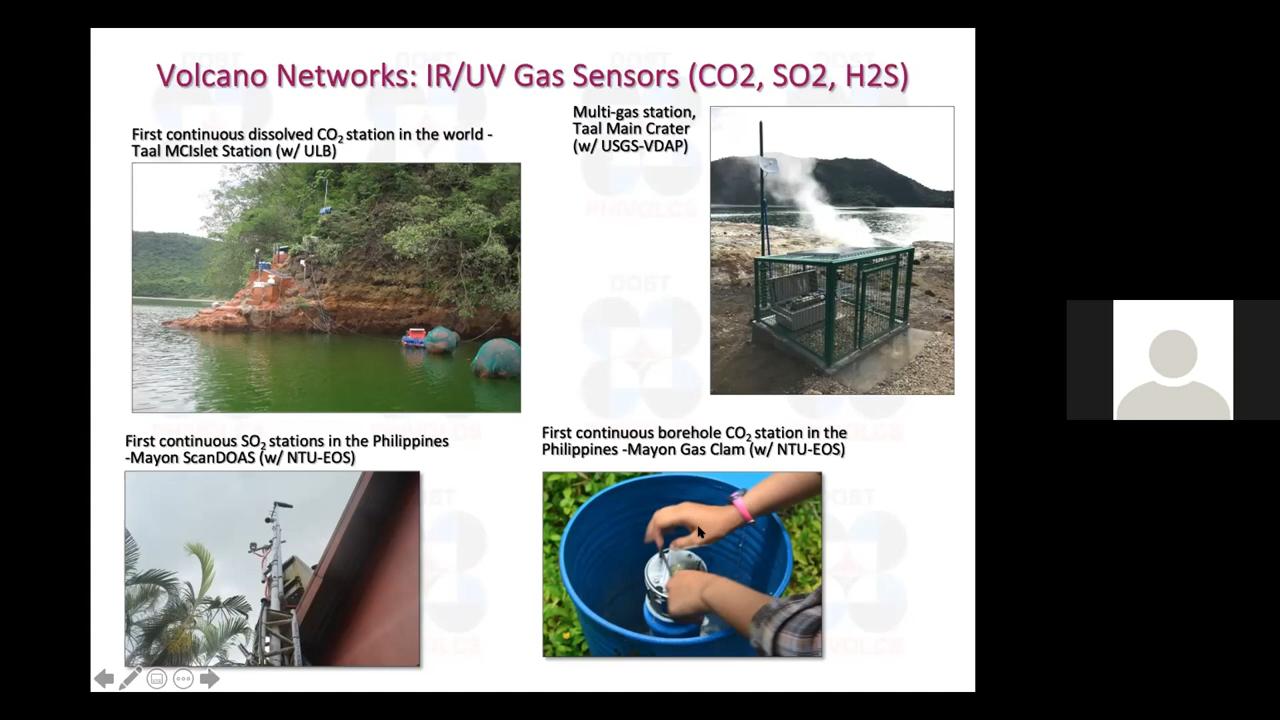 Volcano Networks: IR/UV Gas Sensors (CO2, SO2, H2S)
First continuous dissolved CO2 station in the world -
Taal MCIslet Station (w/ ULB)
Multi-gas station,
Taal Main Crater
(w/ USGS-VDAP)
First continuous SO2 stations in the Philippines
-Mayon ScanDOAS (w/ NTU-EOS)
First continuous borehole CO2 station in the
Philippines -Mayon Gas Clam (w/ NTU-EOS)
DOST
PHIVOLCS